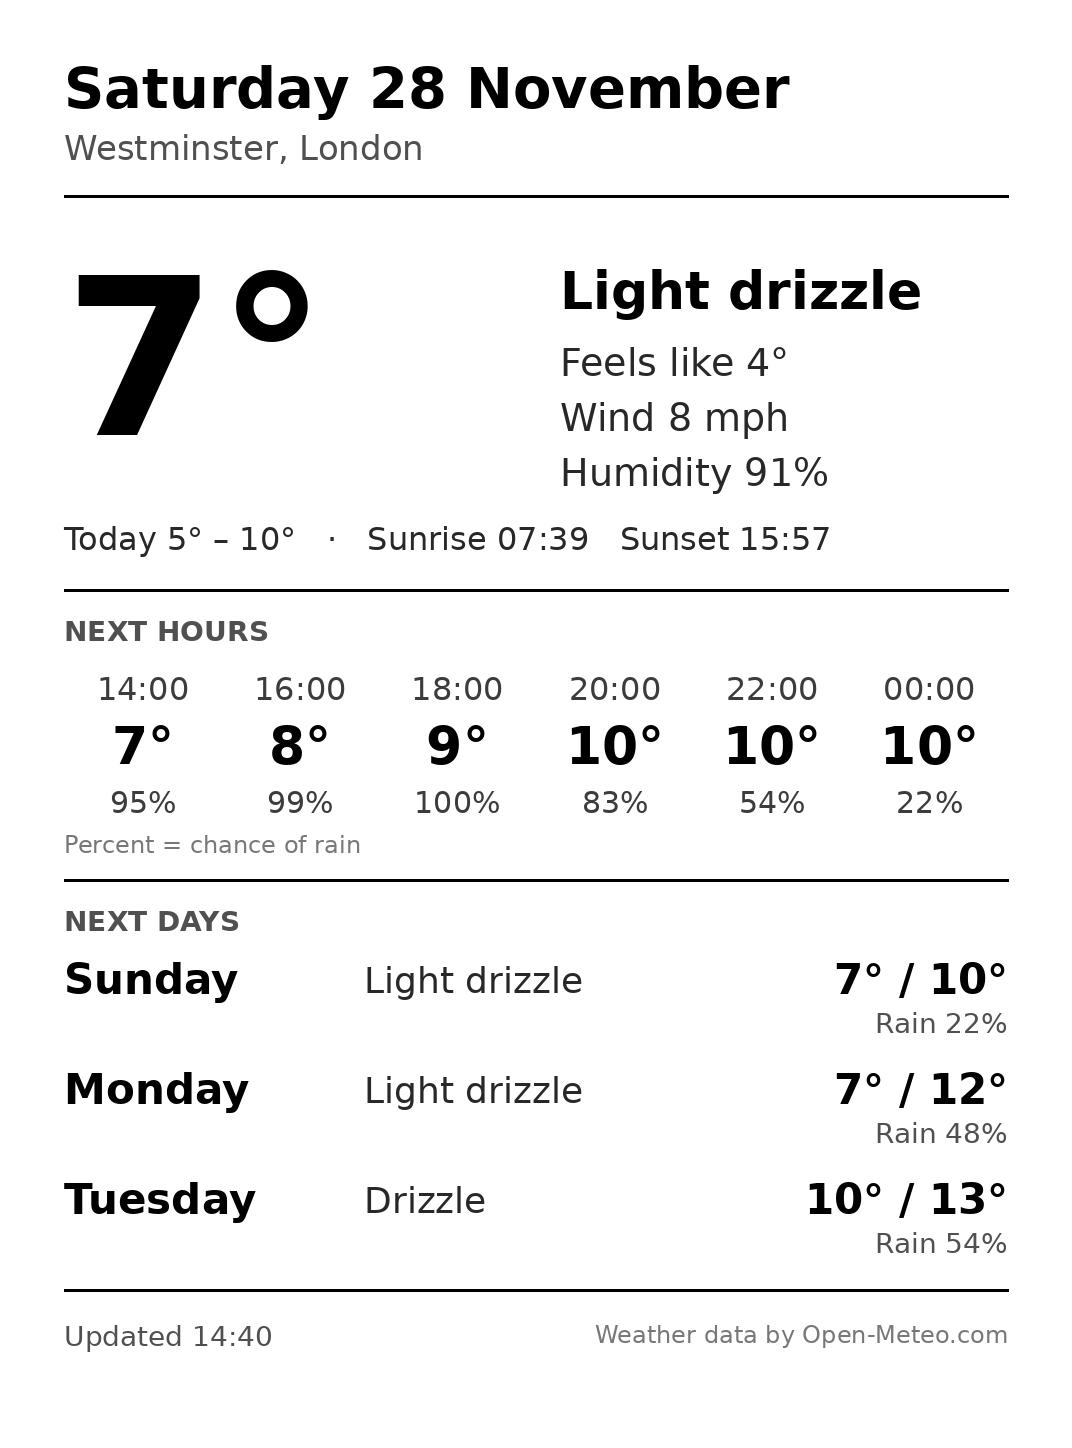 Saturday 28 November
Westminster, London
7°
Light drizzle
Feels like 4°
Wind 8 mph
Humidity 91%
Today 5° – 10° · Sunrise 07:39 Sunset 15:57
NEXT HOURS
14:00 16:00 18:00 20:00 22:00 00:00
7° 8° 9° 10° 10° 10°
95% 99% 100% 83% 54% 22%
Percent = chance of rain
NEXT DAYS
Sunday Light drizzle 7° / 10°
Rain 22%
Monday Light drizzle 7° / 12°
Rain 48%
Tuesday Drizzle 10° / 13°
Rain 54%
Updated 14:40 Weather data by Open-Meteo.com